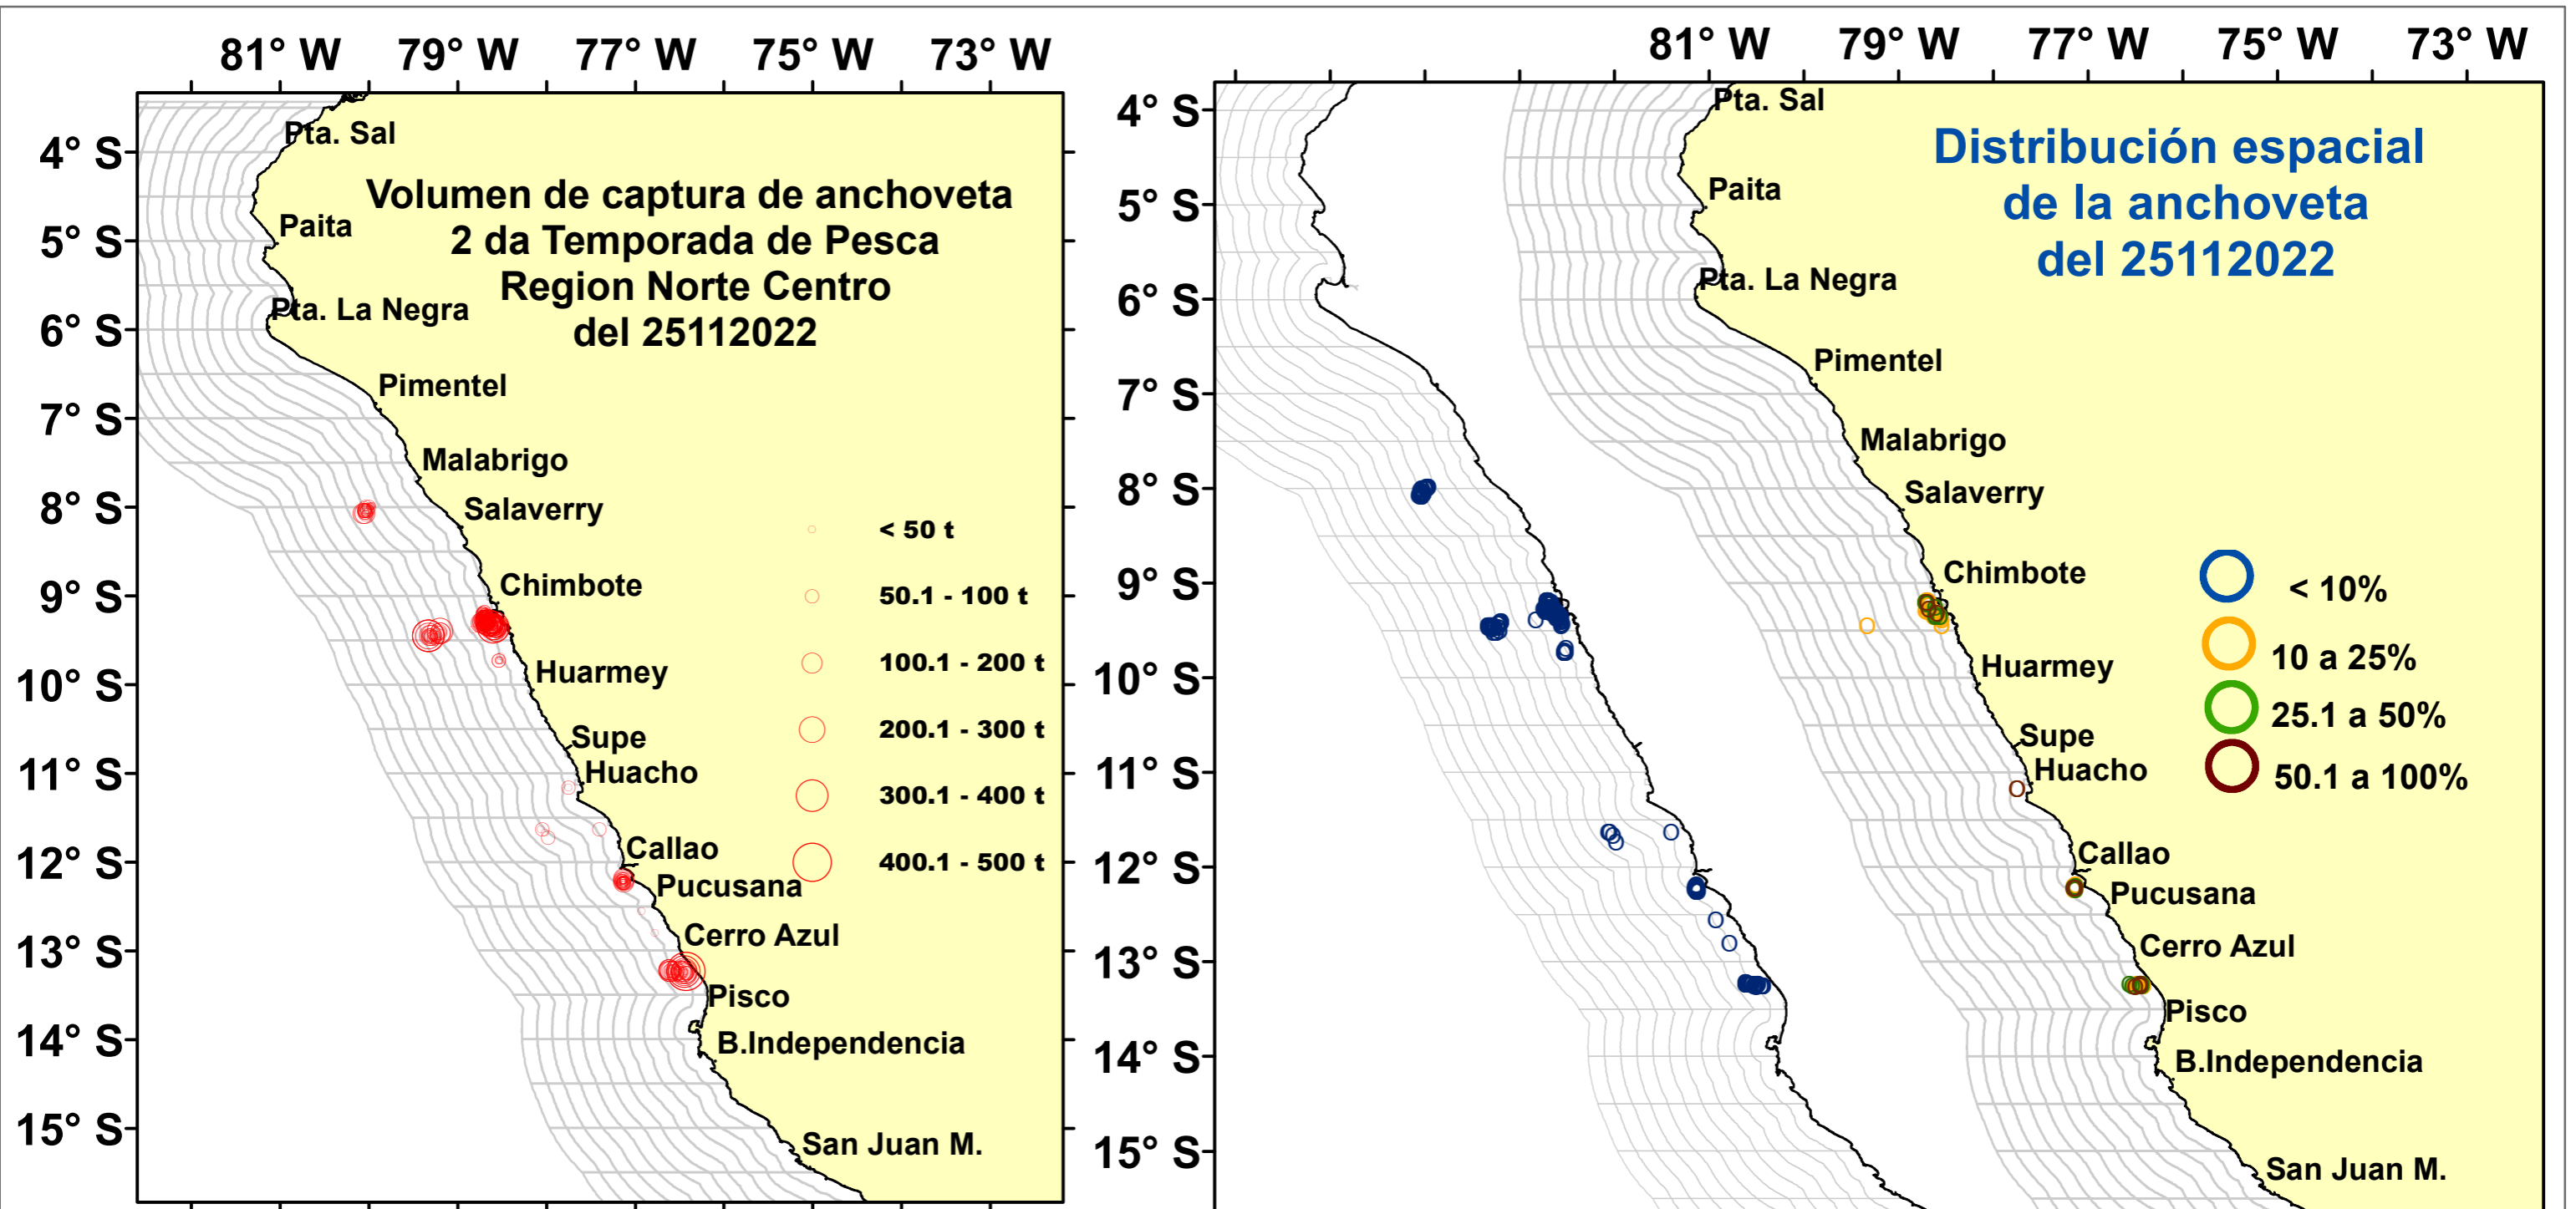 81° W 79° W 77° W 75° W 73° W
4° S
5° S
6° S
7° S
8° S
9° S
10° S
11° S
12° S
13° S
14° S
15° S
Volumen de captura de anchoveta
2 da Temporada de Pesca
Region Norte Centro
del 25112022
Pta. Sal
Paita
Pta. La Negra
Pimentel
Malabrigo
Salaverry
Chimbote
Huarmey
Supe
Huacho
Callao
Pucusana
Cerro Azul
Pisco
B.Independencia
San Juan M.
< 50 t
50.1 - 100 t
100.1 - 200 t
200.1 - 300 t
300.1 - 400 t
400.1 - 500 t
81° W 79° W 77° W 75° W 73° W
4° S
5° S
6° S
7° S
8° S
9° S
10° S
11° S
12° S
13° S
14° S
15° S
Distribución espacial
de la anchoveta
del 25112022
Pta. Sal
Paita
Pta. La Negra
Pimentel
Malabrigo
Salaverry
Chimbote
Huarmey
Supe
Huacho
Callao
Pucusana
Cerro Azul
Pisco
B.Independencia
San Juan M.
< 10%
10 a 25%
25.1 a 50%
50.1 a 100%